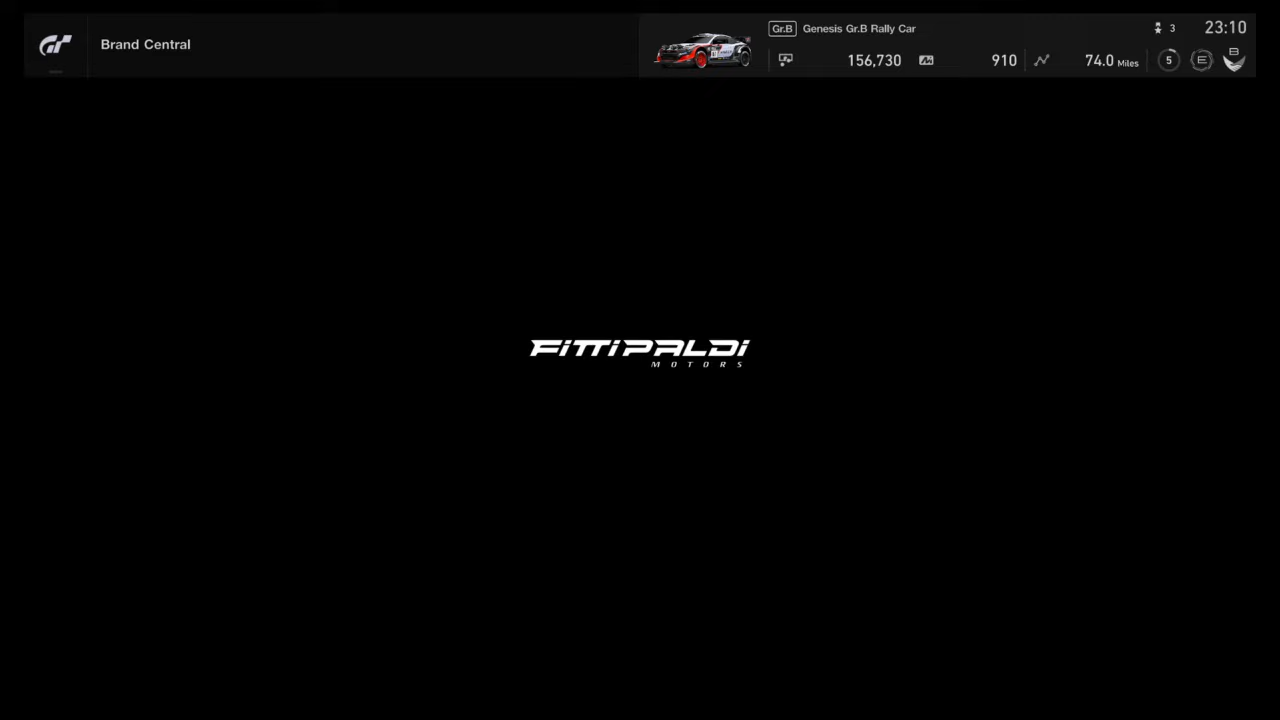 GT
Brand Central
Gr.B Genesis Gr.B Rally Car
3
23:10
156,730
910
74.0 Miles
5
E
B
FITTIPALDI
MOTORS